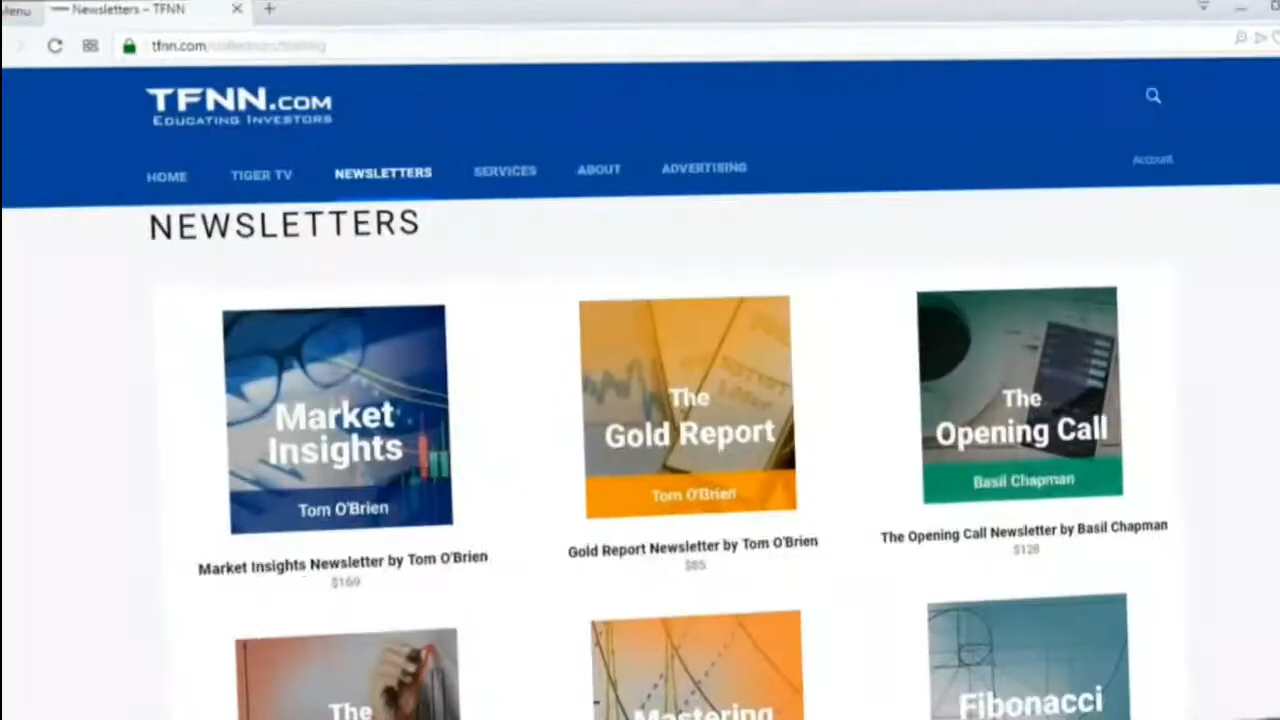 Menu
Newsletters – TFNN
tfnn.com
TFNN.COM
EDUCATING INVESTORS
HOME TIGER TV NEWSLETTERS SERVICES ABOUT ADVERTISING
Account
NEWSLETTERS
Market
Insights
Tom O'Brien
The
Gold Report
Tom O'Brien
The
Opening Call
Basil Chapman
Market Insights Newsletter by Tom O'Brien
$169
Gold Report Newsletter by Tom O'Brien
$85
The Opening Call Newsletter by Basil Chapman
$128
The
Mastering
Fibonacci